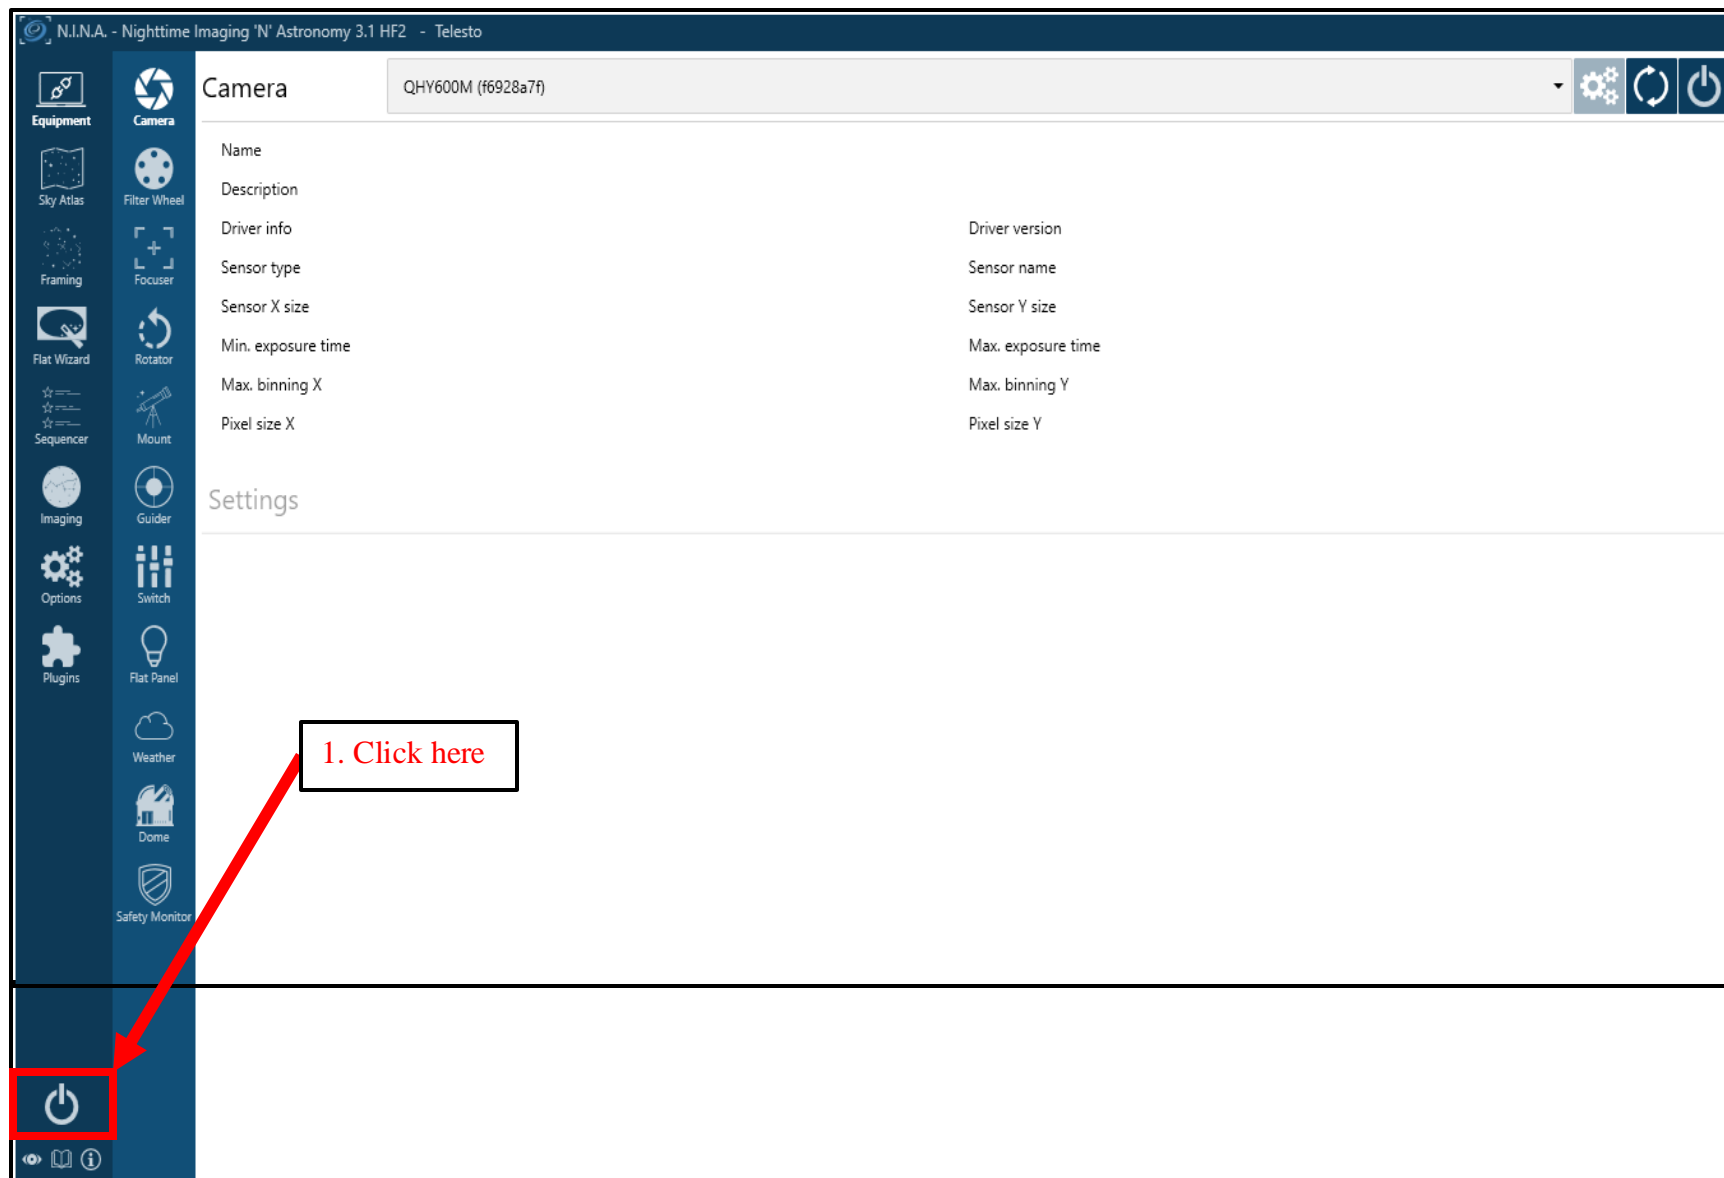 N.I.N.A. - Nighttime Imaging 'N' Astronomy 3.1 HF2 - Telesto
Equipment
Sky Atlas
Framing
Flat Wizard
Sequencer
Imaging
Options
Plugins
Camera
Filter Wheel
Focuser
Rotator
Mount
Guider
Switch
Flat Panel
Weather
Dome
Safety Monitor
Camera
QHY600M (f6928a7f)
Name
Description
Driver info
Driver version
Sensor type
Sensor name
Sensor X size
Sensor Y size
Min. exposure time
Max. exposure time
Max. binning X
Max. binning Y
Pixel size X
Pixel size Y
Settings
1. Click here